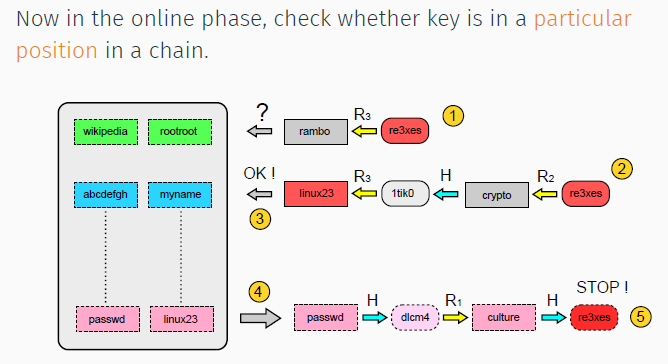 Now in the online phase, check whether key is in a particular
position in a chain.
wikipedia rootroot ? rambo R3 re3xes 1
abcdefgh myname OK ! linux23 R3 1tik0 H crypto R2 re3xes 2
3
passwd linux23 4 passwd H dlcm4 R1 culture H re3xes STOP ! 5